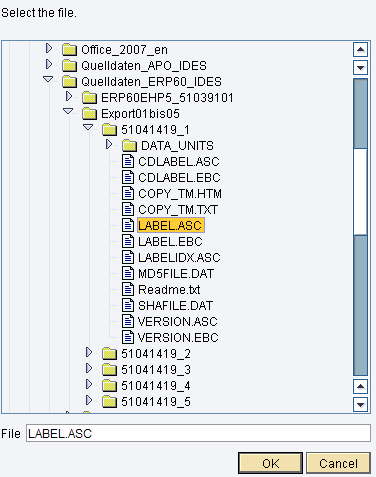 Select the file.
Office_2007_en
Quelldaten_APO_IDES
Quelldaten_ERP60_IDES
ERP60EHP5_51039101
Export01bis05
51041419_1
DATA_UNITS
CDLABEL.ASC
CDLABEL.EBC
COPY_TM.HTM
COPY_TM.TXT
LABEL.ASC
LABEL.EBC
LABELIDX.ASC
MD5FILE.DAT
Readme.txt
SHAFILE.DAT
VERSION.ASC
VERSION.EBC
51041419_2
51041419_3
51041419_4
51041419_5
File LABEL.ASC
OK Cancel